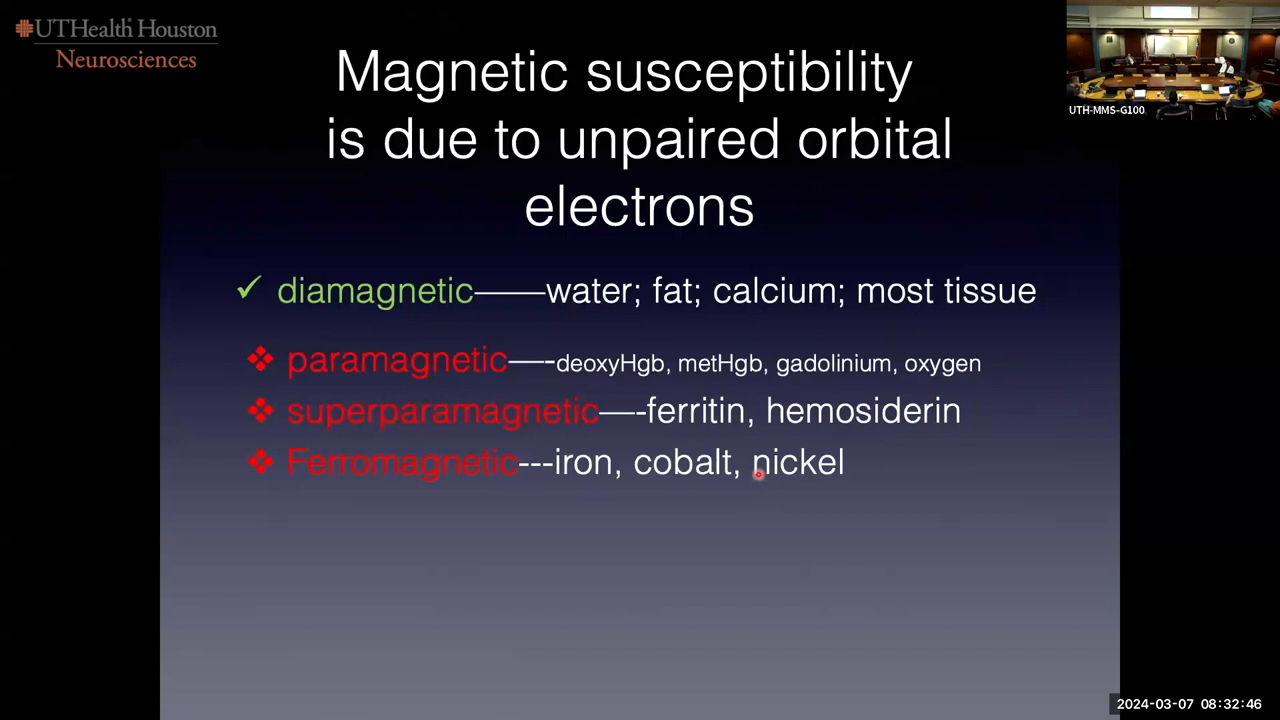 UTHealth Houston
Neurosciences
Magnetic susceptibility
is due to unpaired orbital
electrons
✓ diamagnetic——water; fat; calcium; most tissue
❖ paramagnetic—-deoxyHgb, metHgb, gadolinium, oxygen
❖ superparamagnetic—-ferritin, hemosiderin
❖ Ferromagnetic---iron, cobalt, nickel
UTH-MMS-G100
2024-03-07 08:32:46